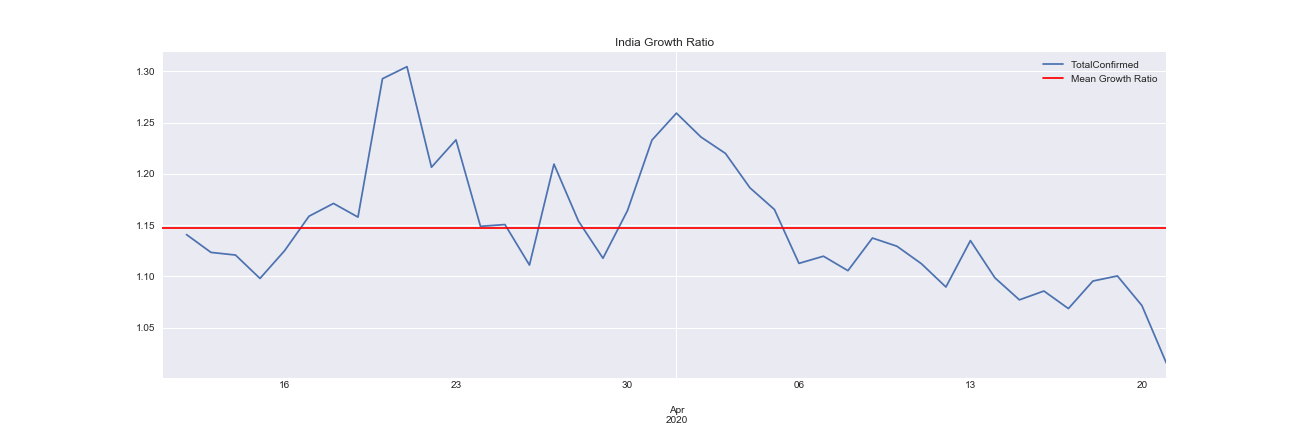 India Growth Ratio
TotalConfirmed
Mean Growth Ratio
1.30
1.25
1.20
1.15
1.10
1.05
16 23 30 06 13 20
Apr
2020